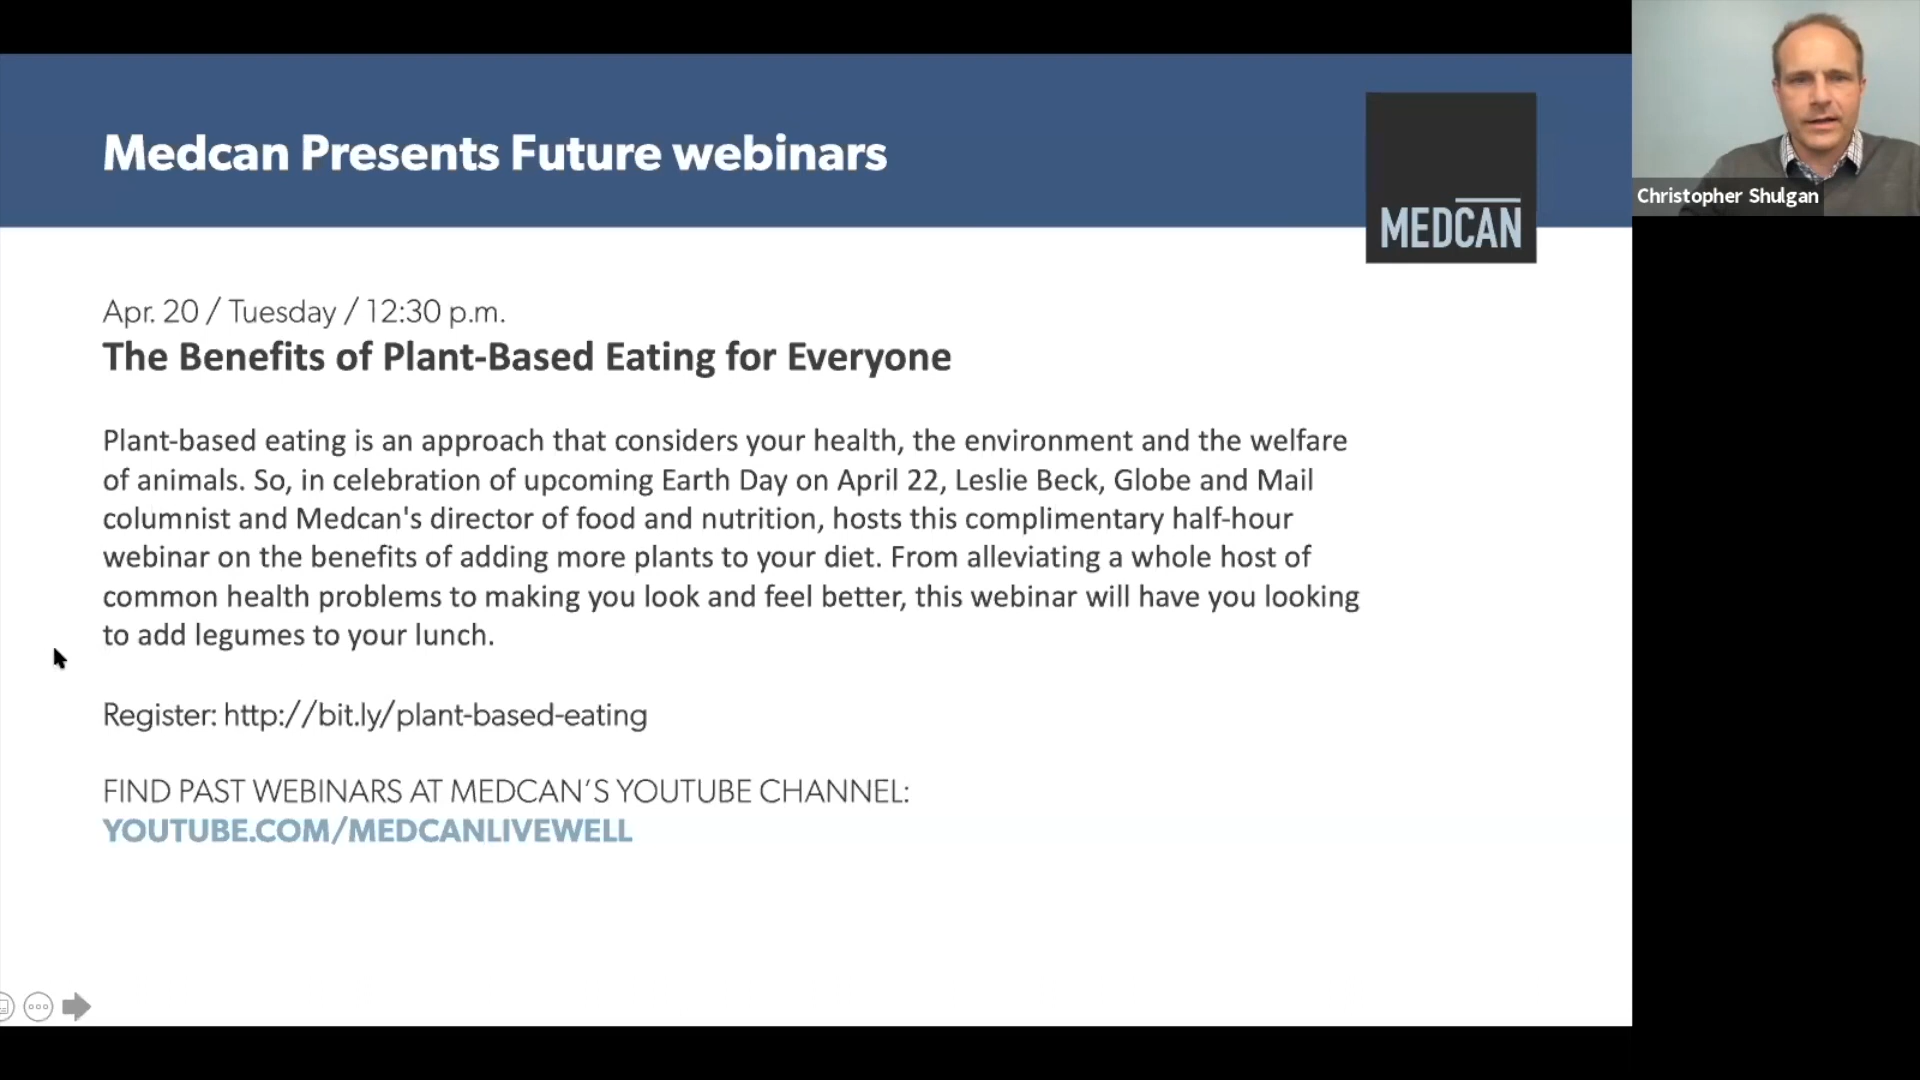 Medcan Presents Future webinars
MEDCAN
Christopher Shulgan
Apr. 20 / Tuesday / 12:30 p.m.
The Benefits of Plant-Based Eating for Everyone
Plant-based eating is an approach that considers your health, the environment and the welfare
of animals. So, in celebration of upcoming Earth Day on April 22, Leslie Beck, Globe and Mail
columnist and Medcan's director of food and nutrition, hosts this complimentary half-hour
webinar on the benefits of adding more plants to your diet. From alleviating a whole host of
common health problems to making you look and feel better, this webinar will have you looking
to add legumes to your lunch.
Register: http://bit.ly/plant-based-eating
FIND PAST WEBINARS AT MEDCAN’S YOUTUBE CHANNEL:
YOUTUBE.COM/MEDCANLIVEWELL